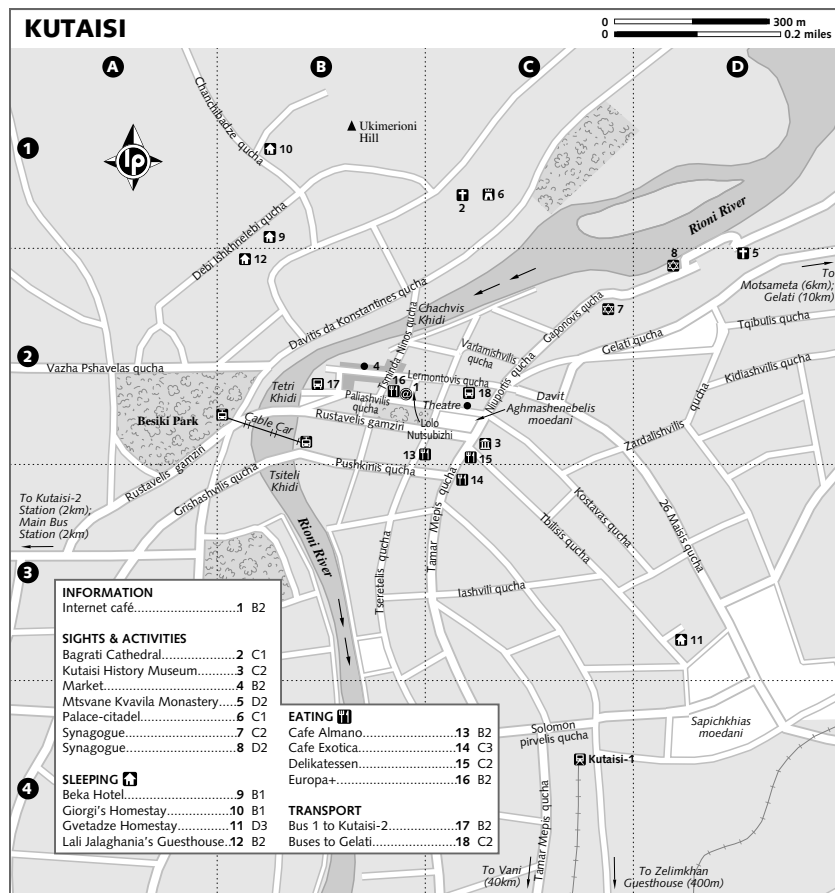 KUTAISI
0 300 m
0 0.2 miles
A B C D
1
2
3
4
lp
Chanchibadze qucha
Ukimerioni
Hill
10
2
6
Debi Ishkhnelebi qucha
9
12
Rioni River
8
5
To
Motsameta (6km);
Gelati (10km)
Davitis da Konstantines qucha
Chachvis
Khidi
Tsminda Ninos qucha
Varlamishvilis
qucha
Gaponovis qucha
7
Gelati qucha
Tqibulis qucha
Kidiashvilis qucha
Vazha Pshavelas qucha
4
Lermontovis qucha
Niuportis qucha
Tetri
Khidi
17
16
@ 1
18
Paliashvilis
qucha
Theatre
Davit
Aghmashenebelis
moedani
Besiki Park
Cable Car
Rustavelis gamziri
Lolo
Nutsubizhi
Zardalishvilis qucha
3
13
15
14
Rustavelis gamziri
Grishashvilis qucha
Pushkinis qucha
Tsiteli
Khidi
To Kutaisi-2
Station (2km);
Main Bus
Station (2km)
Rioni River
Tseretelis qucha
Tamar Mepis qucha
Tbilisis qucha
Kostavas qucha
26 Maisis qucha
Iashvili qucha
11
INFORMATION
Internet café..........................1 B2
SIGHTS & ACTIVITIES
Bagrati Cathedral....................2 C1
Kutaisi History Museum..........3 C2
Market...................................4 B2
Mtsvane Kvavila Monastery....5 D2
Palace-citadel.........................6 C1
Synagogue.............................7 C2
Synagogue.............................8 D2
SLEEPING
Beka Hotel.............................9 B1
Giorgi's Homestay.................10 B1
Gvetadze Homestay..............11 D3
Lali Jalaghania's Guesthouse.12 B2
EATING
Cafe Almano........................13 B2
Cafe Exotica........................14 C3
Delikatessen........................15 C2
Europa+..............................16 B2
TRANSPORT
Bus 1 to Kutaisi-2................17 B2
Buses to Gelati....................18 C2
Solomon
pirvelis qucha
Sapichkhias
moedani
Kutaisi-1
Tamar Mepis qucha
To Vani
(40km)
To Zelimkhan
Guesthouse (400m)